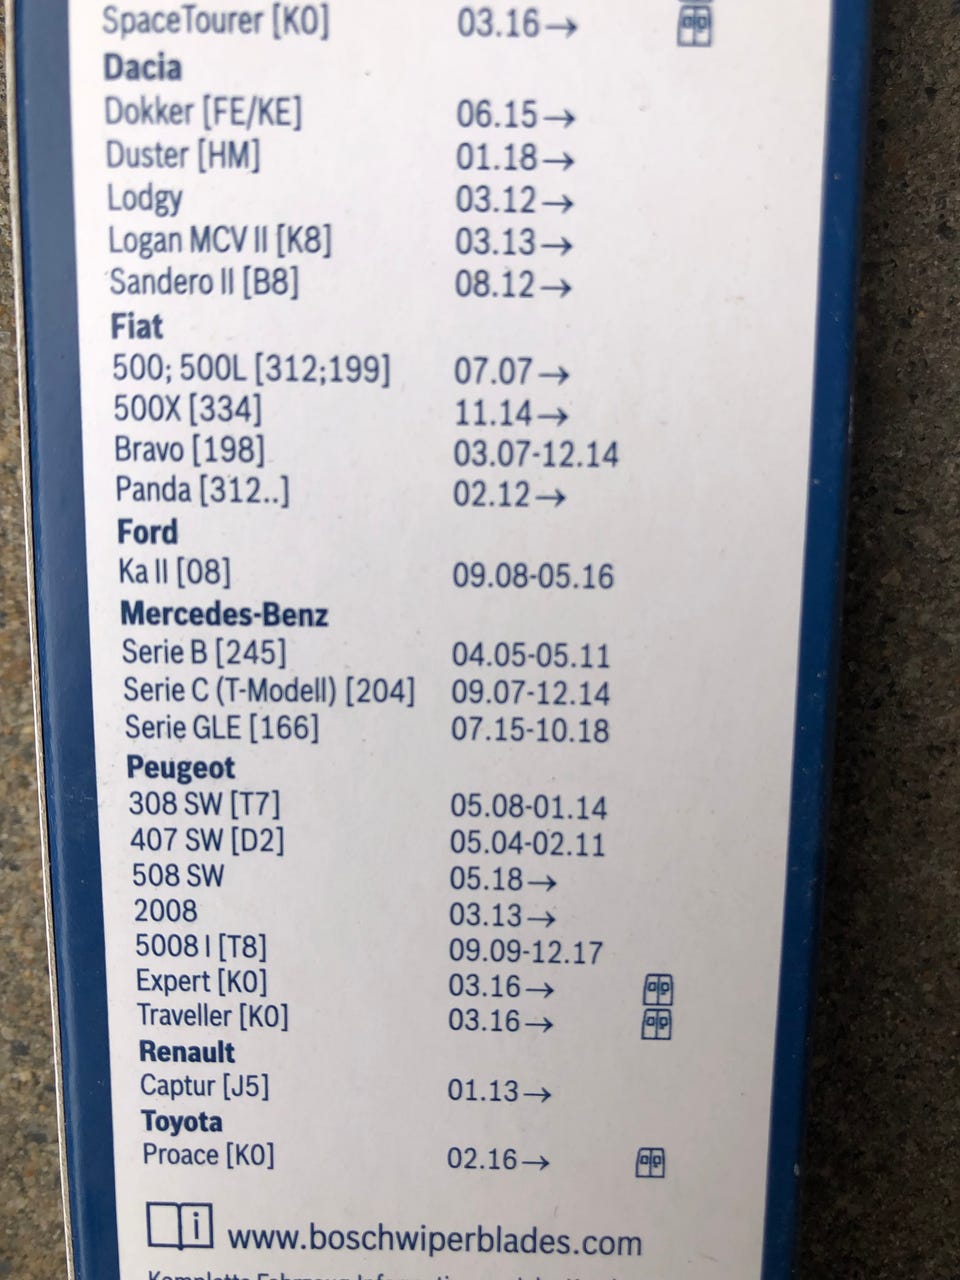 SpaceTourer [K0] 03.16→
Dacia
Dokker [FE/KE] 06.15→
Duster [HM] 01.18→
Lodgy 03.12→
Logan MCV II [K8] 03.13→
Sandero II [B8] 08.12→
Fiat
500; 500L [312;199] 07.07→
500X [334] 11.14→
Bravo [198] 03.07-12.14
Panda [312..] 02.12→
Ford
Ka II [08] 09.08-05.16
Mercedes-Benz
Serie B [245] 04.05-05.11
Serie C (T-Modell) [204] 09.07-12.14
Serie GLE [166] 07.15-10.18
Peugeot
308 SW [T7] 05.08-01.14
407 SW [D2] 05.04-02.11
508 SW 05.18→
2008 03.13→
5008 I [T8] 09.09-12.17
Expert [K0] 03.16→
Traveller [K0] 03.16→
Renault
Captur [J5] 01.13→
Toyota
Proace [K0] 02.16→
i www.boschwiperblades.com